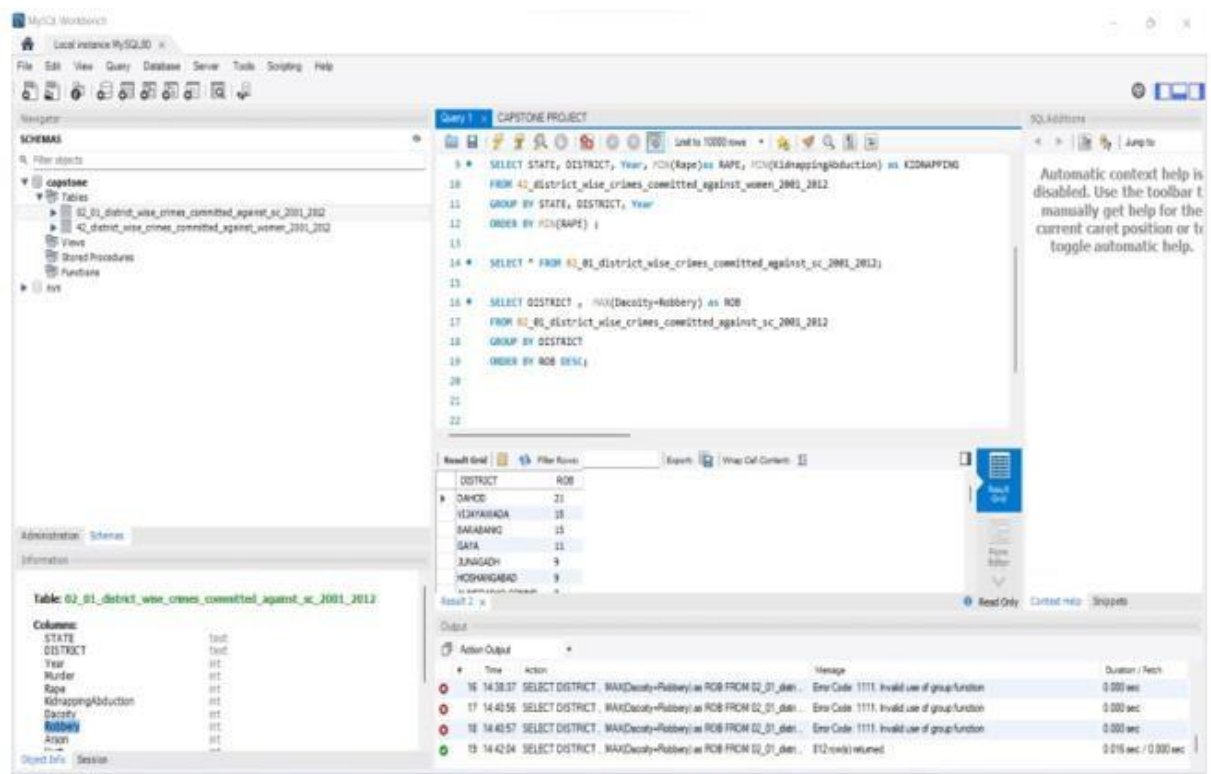 MySQL Workbench
Local instance MySQL80 x
File Edit View Query Database Server Tools Scripting Help
Navigator
SCHEMAS
Filter objects
capstone
Tables
02_01_district_wise_crimes_committed_against_sc_2001_2012
42_district_wise_crimes_committed_against_women_2001_2012
Views
Stored Procedures
Functions
sys
Administration Schemas
Information
Table: 02_01_district_wise_crimes_committed_against_sc_2001_2012
Columns:
STATE text
DISTRICT text
Year int
Murder int
Rape int
KidnappingAbduction int
Dacoity int
Robbery int
Arson int
Object Info Session
Query 1 x CAPSTONE PROJECT
Limit to 10000 rows
9 SELECT STATE, DISTRICT, Year, MIN(Rape)as RAPE, MIN(KidnappingAbduction) as KIDNAPPING
10 FROM 42_district_wise_crimes_committed_against_women_2001_2012
11 GROUP BY STATE, DISTRICT, Year
12 ORDER BY MIN(RAPE) ;
13
14 SELECT * FROM 02_01_district_wise_crimes_committed_against_sc_2001_2012;
15
16 SELECT DISTRICT , MAX(Dacoity+Robbery) as ROB
17 FROM 02_01_district_wise_crimes_committed_against_sc_2001_2012
18 GROUP BY DISTRICT
19 ORDER BY ROB DESC;
20
21
22
Result Grid Filter Rows: Export: Wrap Cell Content:
DISTRICT ROB
DAHOD 21
VIJAYAWADA 15
BARABANKI 15
GAYA 11
JUNAGADH 9
HOSHANGABAD 9
Result Grid
Form Editor
Result 2 x Read Only
Output
Action Output
# Time Action Message Duration / Fetch
16 14:38:37 SELECT DISTRICT , MAX(Dacoity+Robbery) as ROB FROM 02_01_distri... Error Code: 1111. Invalid use of group function 0.000 sec
17 14:40:56 SELECT DISTRICT , MAX(Dacoity+Robbery) as ROB FROM 02_01_distri... Error Code: 1111. Invalid use of group function 0.000 sec
18 14:40:57 SELECT DISTRICT , MAX(Dacoity+Robbery) as ROB FROM 02_01_distri... Error Code: 1111. Invalid use of group function 0.000 sec
19 14:42:04 SELECT DISTRICT , MAX(Dacoity+Robbery) as ROB FROM 02_01_distri... 812 row(s) returned 0.016 sec / 0.000 sec
SQLAdditions
Jump to
Automatic context help is
disabled. Use the toolbar t
manually get help for the
current caret position or to
toggle automatic help.
Context Help Snippets